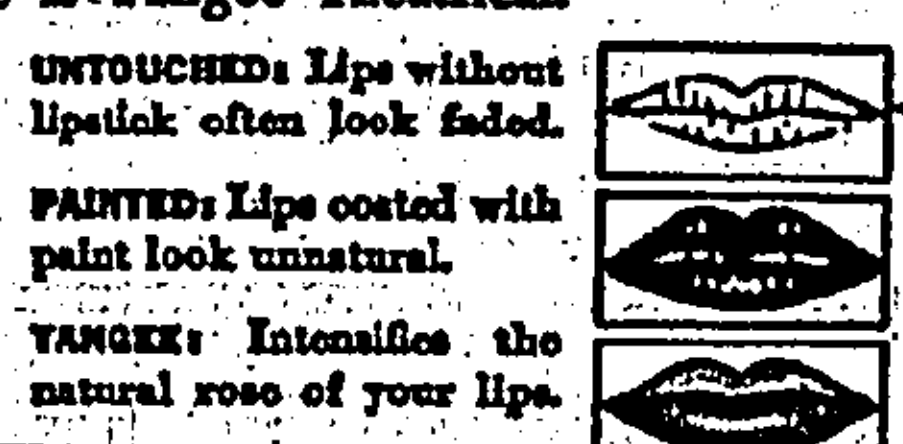 UNTOUCHED: Lips without
lipstick often look faded.
PAINTED: Lips coated with
paint look unnatural.
TANGEE: Intensifies the
natural rose of your lips.